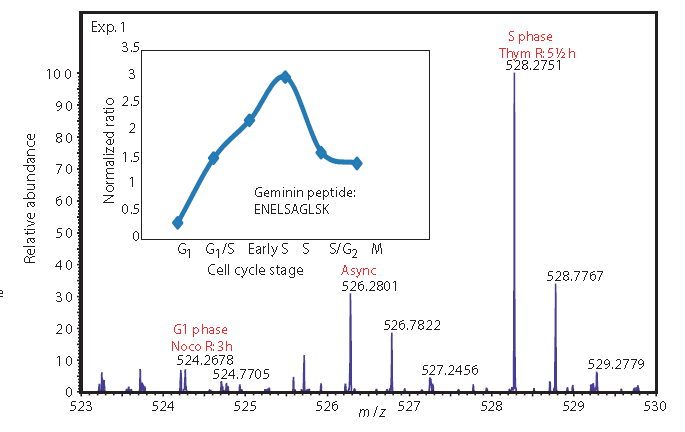 Exp. 1
3.5
3
2.5
2
1.5
1
0.5
0
Normalized ratio
Geminin peptide:
ENELSAGLSK
G1 G1/S Early S S S/G2 M
Cell cycle stage
S phase
Thym R: 5½ h
528.2751
Async
526.2801
528.7767
526.7822
G1 phase
Noco R: 3h
524.2678
524.7705
527.2456
529.2779
100
90
80
70
60
50
40
30
20
10
0
Relative abundance
523 524 525 526 527 528 529 530
m/z